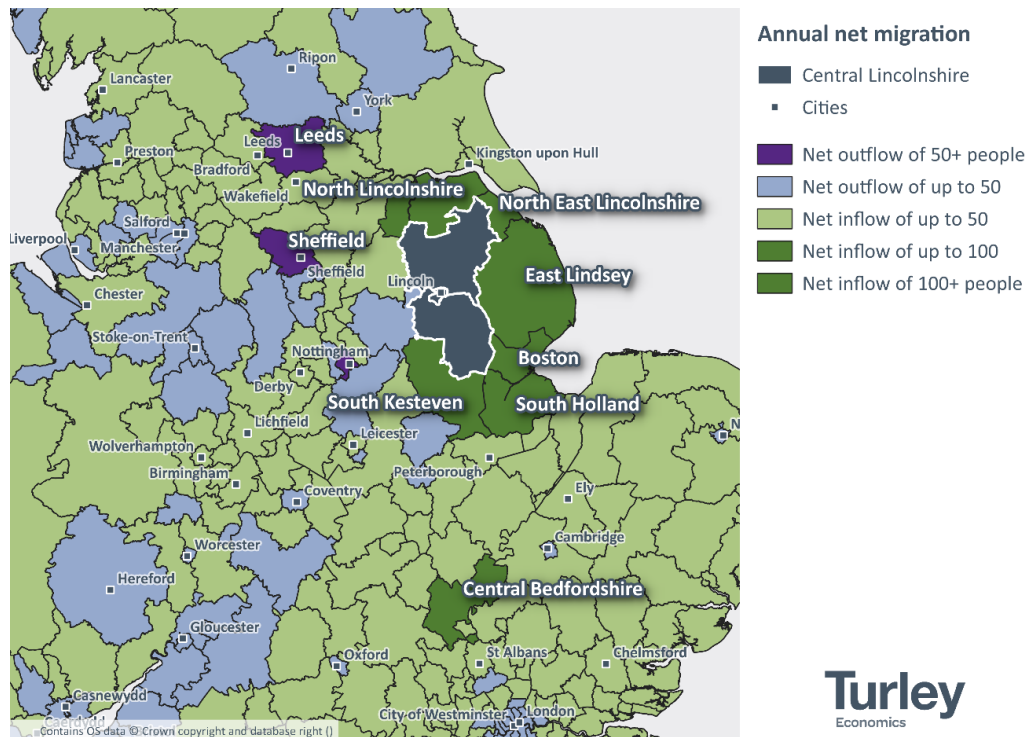 Annual net migration
Central Lincolnshire
Cities
Net outflow of 50+ people
Net outflow of up to 50
Net inflow of up to 50
Net inflow of up to 100
Net inflow of 100+ people
Ripon
Lancaster
York
Leeds
Leeds
Preston
Bradford
Kingston upon Hull
Wakefield
North Lincolnshire
North East Lincolnshire
Salford
Liverpool
Manchester
Sheffield
Sheffield
East Lindsey
Lincoln
Chester
Stoke-on-Trent
Nottingham
Boston
Derby
South Kesteven
South Holland
Lichfield
Leicester
N
Wolverhampton
Birmingham
Peterborough
Coventry
Ely
Worcester
Cambridge
Hereford
Central Bedfordshire
Gloucester
Oxford
St Albans
Chelmsford
Casnewydd
City of Westminster
London
Caerdydd
Contains OS data © Crown copyright and database right ()
Turley
Economics